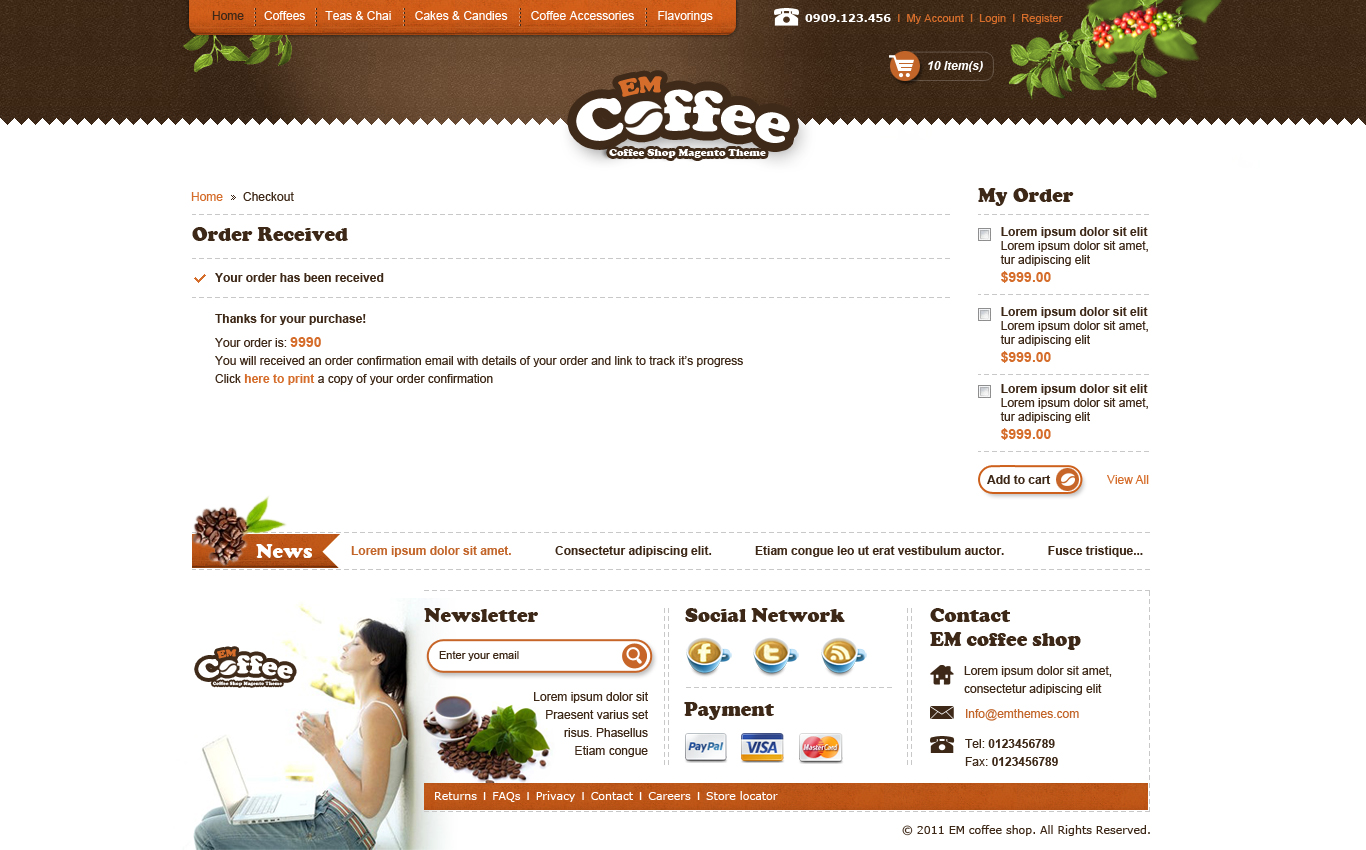 Home Coffees Teas & Chai Cakes & Candies Coffee Accessories Flavorings
0909.123.456 I My Account I Login I Register
10 Item(s)
EM
Coffee
Coffee Shop Magento Theme
Home » Checkout
Order Received
Your order has been received
Thanks for your purchase!
Your order is: 9990
You will received an order confirmation email with details of your order and link to track it's progress
Click here to print a copy of your order confirmation
My Order
Lorem ipsum dolor sit elit
Lorem ipsum dolor sit amet,
tur adipiscing elit
$999.00
Lorem ipsum dolor sit elit
Lorem ipsum dolor sit amet,
tur adipiscing elit
$999.00
Lorem ipsum dolor sit elit
Lorem ipsum dolor sit amet,
tur adipiscing elit
$999.00
Add to cart View All
News Lorem ipsum dolor sit amet. Consectetur adipiscing elit. Etiam congue leo ut erat vestibulum auctor. Fusce tristique...
EM
Coffee
Coffee Shop Magento Theme
Newsletter
Enter your email
Lorem ipsum dolor sit
Praesent varius set
risus. Phasellus
Etiam congue
Social Network
f t
Payment
PayPal VISA MasterCard
Contact
EM coffee shop
Lorem ipsum dolor sit amet,
consectetur adipiscing elit
Info@emthemes.com
Tel: 0123456789
Fax: 0123456789
Returns I FAQs I Privacy I Contact I Careers I Store locator
© 2011 EM coffee shop. All Rights Reserved.